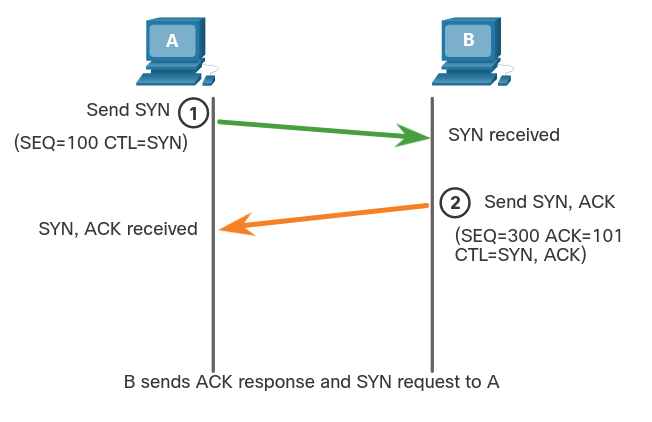 A
B
Send SYN 1
(SEQ=100 CTL=SYN)
SYN received
2 Send SYN, ACK
SYN, ACK received
(SEQ=300 ACK=101
CTL=SYN, ACK)
B sends ACK response and SYN request to A